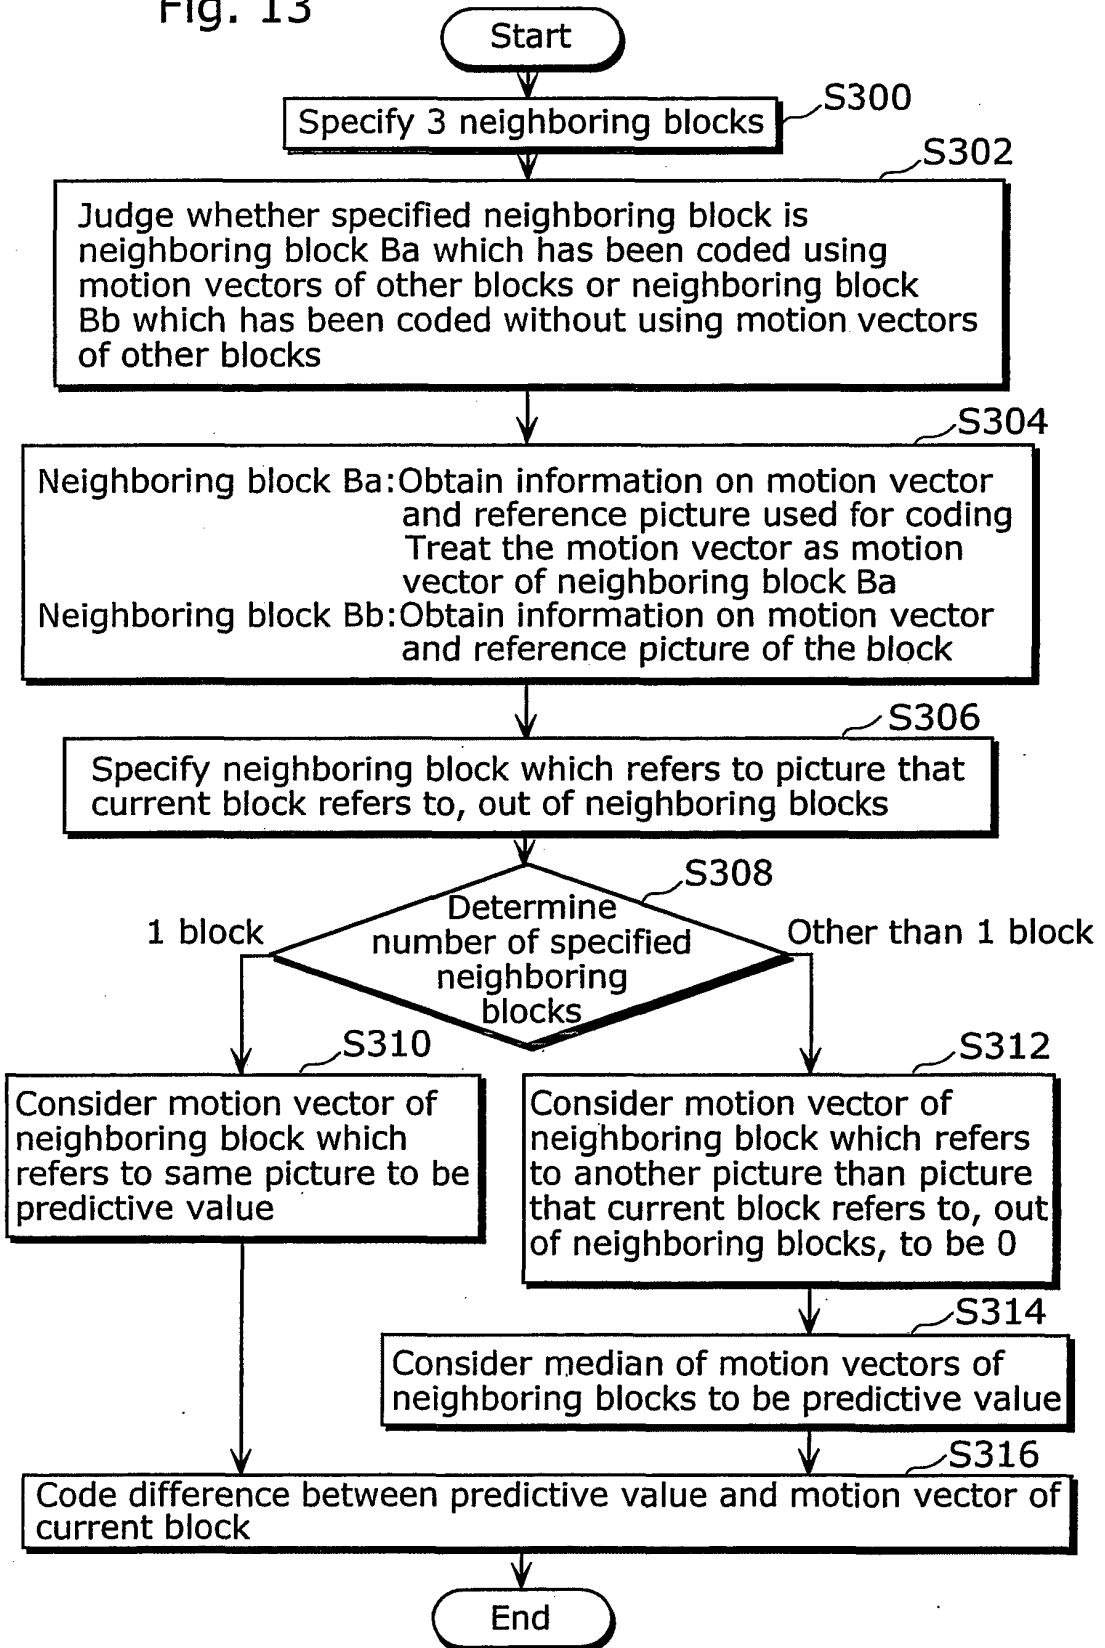 Fig. 13
Start
S300
Specify 3 neighboring blocks
S302
Judge whether specified neighboring block is
neighboring block Ba which has been coded using
motion vectors of other blocks or neighboring block
Bb which has been coded without using motion vectors
of other blocks
S304
Neighboring block Ba:Obtain information on motion vector
and reference picture used for coding
Treat the motion vector as motion
vector of neighboring block Ba
Neighboring block Bb:Obtain information on motion vector
and reference picture of the block
S306
Specify neighboring block which refers to picture that
current block refers to, out of neighboring blocks
S308
Determine
number of specified
neighboring
blocks
1 block
Other than 1 block
S310
Consider motion vector of
neighboring block which
refers to same picture to be
predictive value
S312
Consider motion vector of
neighboring block which refers
to another picture than picture
that current block refers to, out
of neighboring blocks, to be 0
S314
Consider median of motion vectors of
neighboring blocks to be predictive value
S316
Code difference between predictive value and motion vector of
current block
End